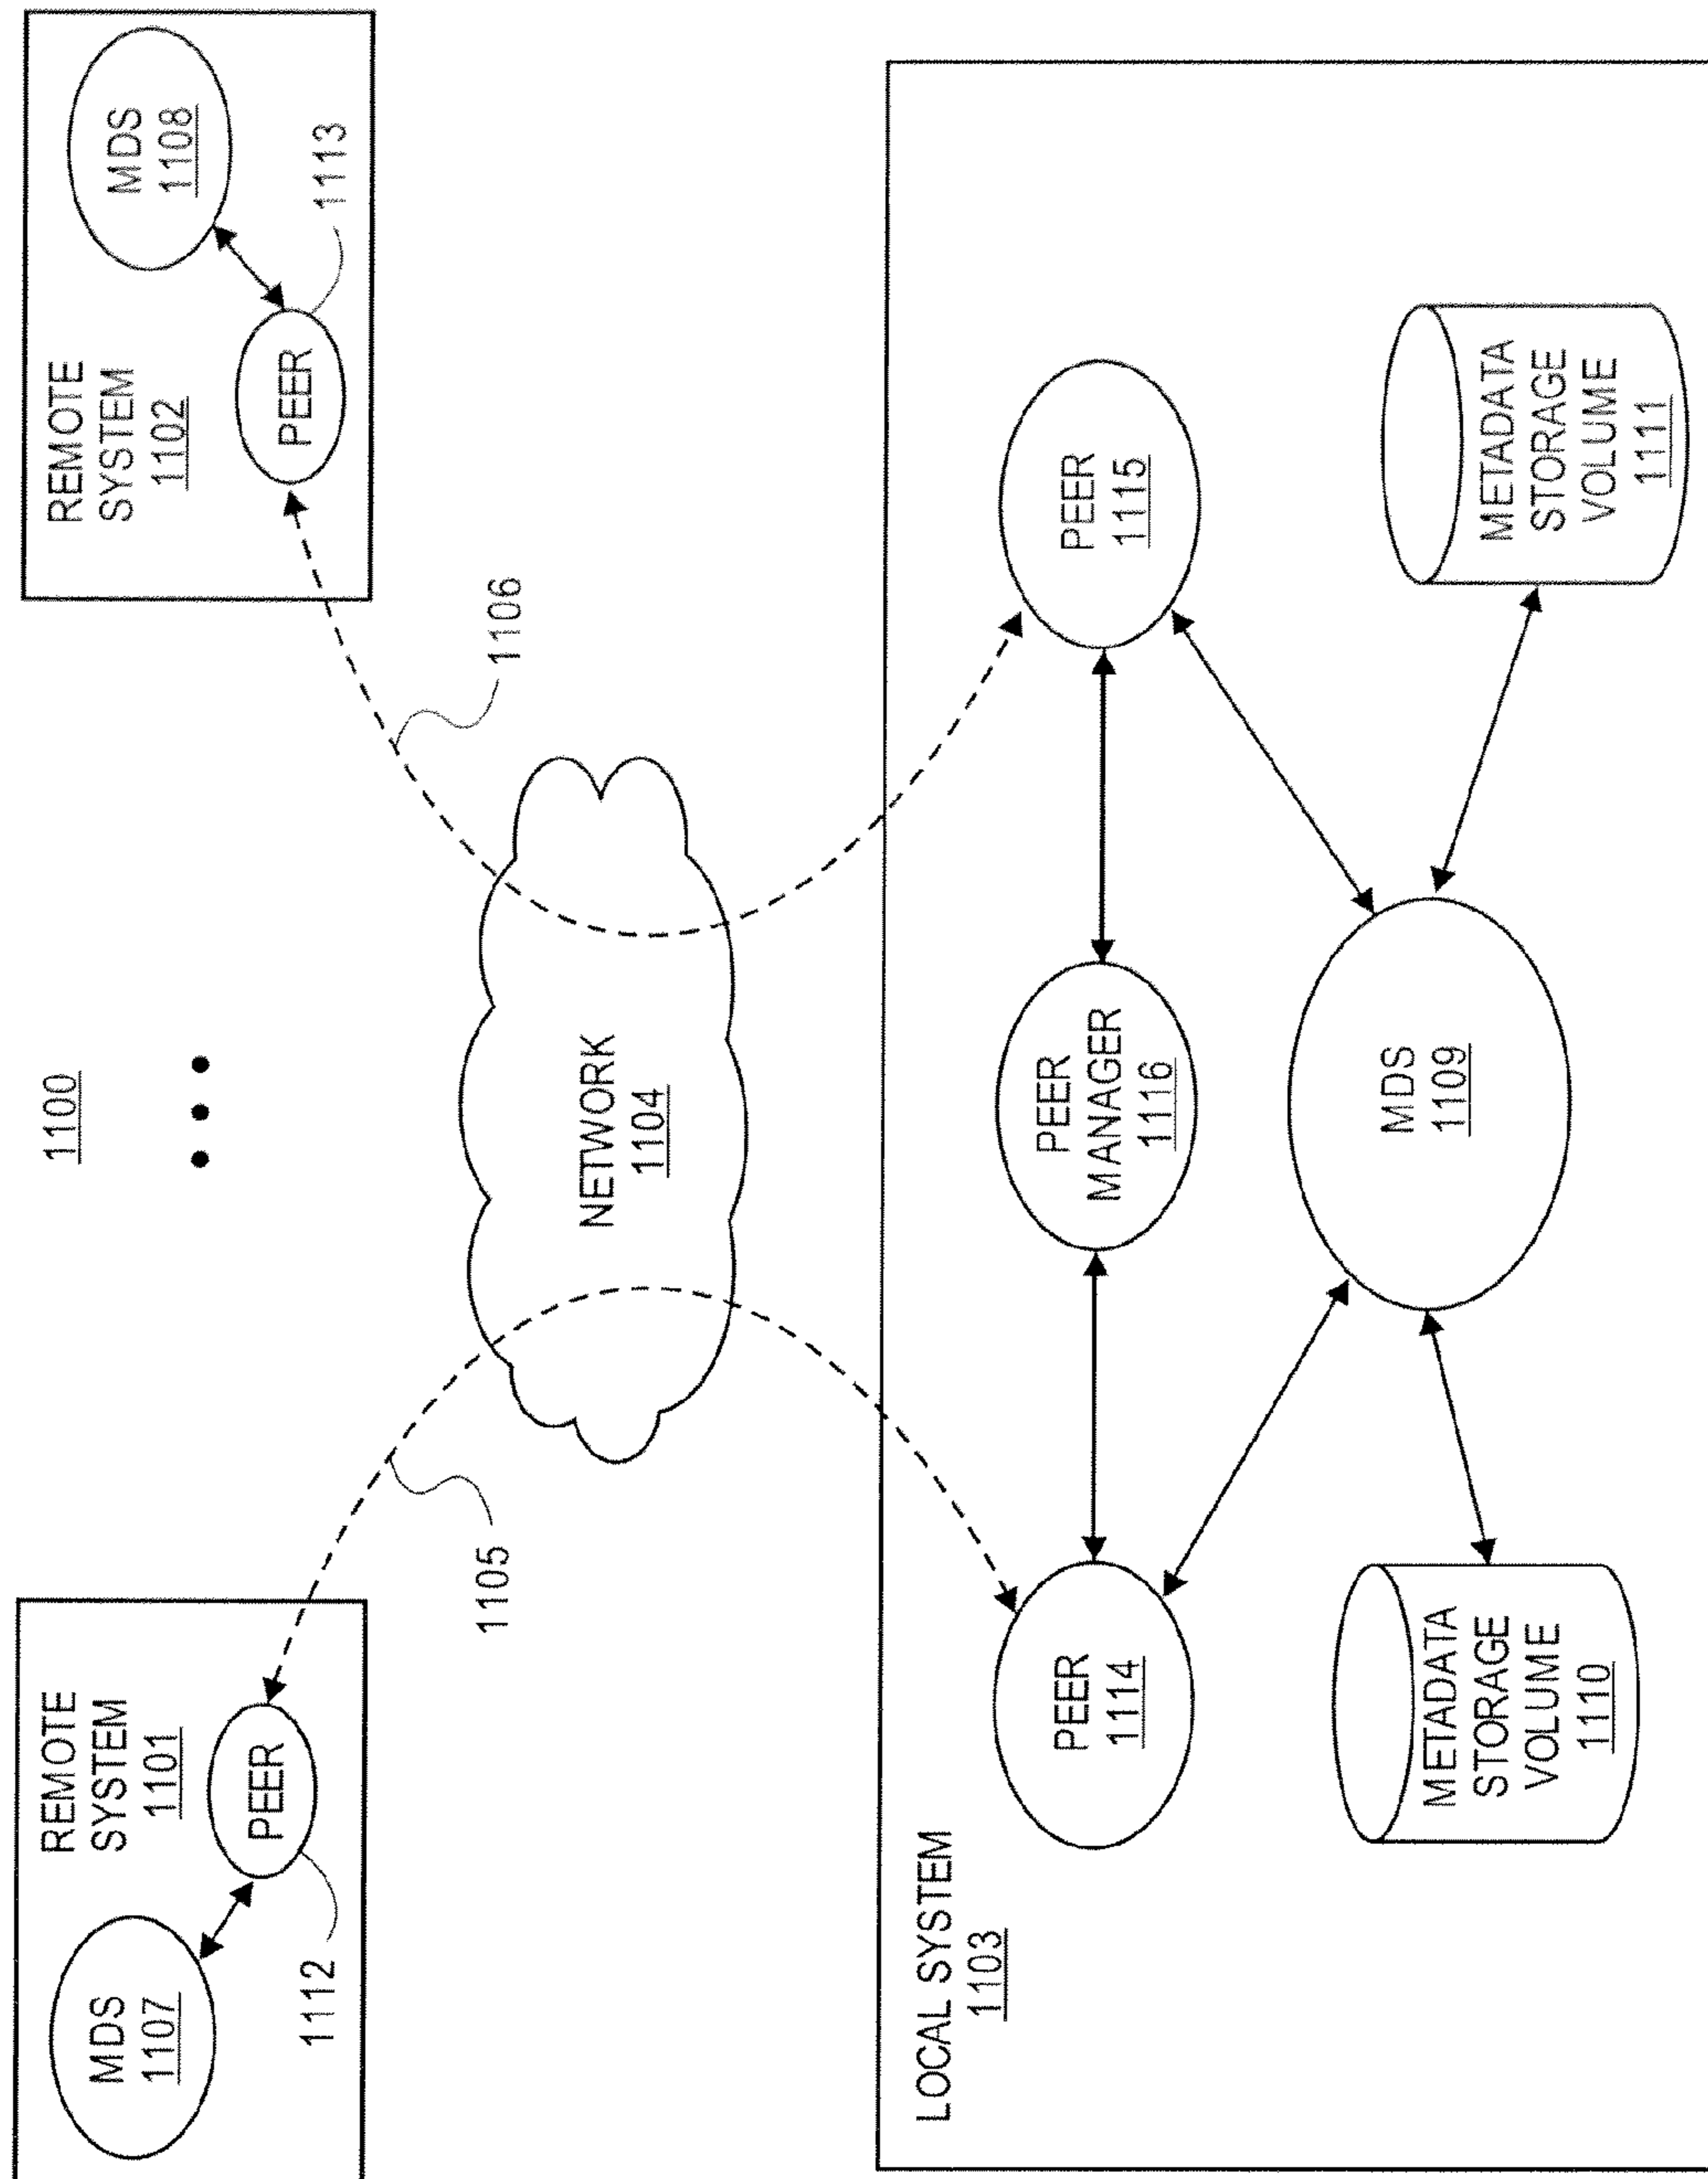 1100
REMOTE
SYSTEM
1101
MDS
1107
PEER
1112
1105
REMOTE
SYSTEM
1102
MDS
1108
PEER
1113
1106
NETWORK
1104
LOCAL SYSTEM
1103
PEER
1114
PEER
MANAGER
1116
PEER
1115
MDS
1109
METADATA
STORAGE
VOLUME
1110
METADATA
STORAGE
VOLUME
1111